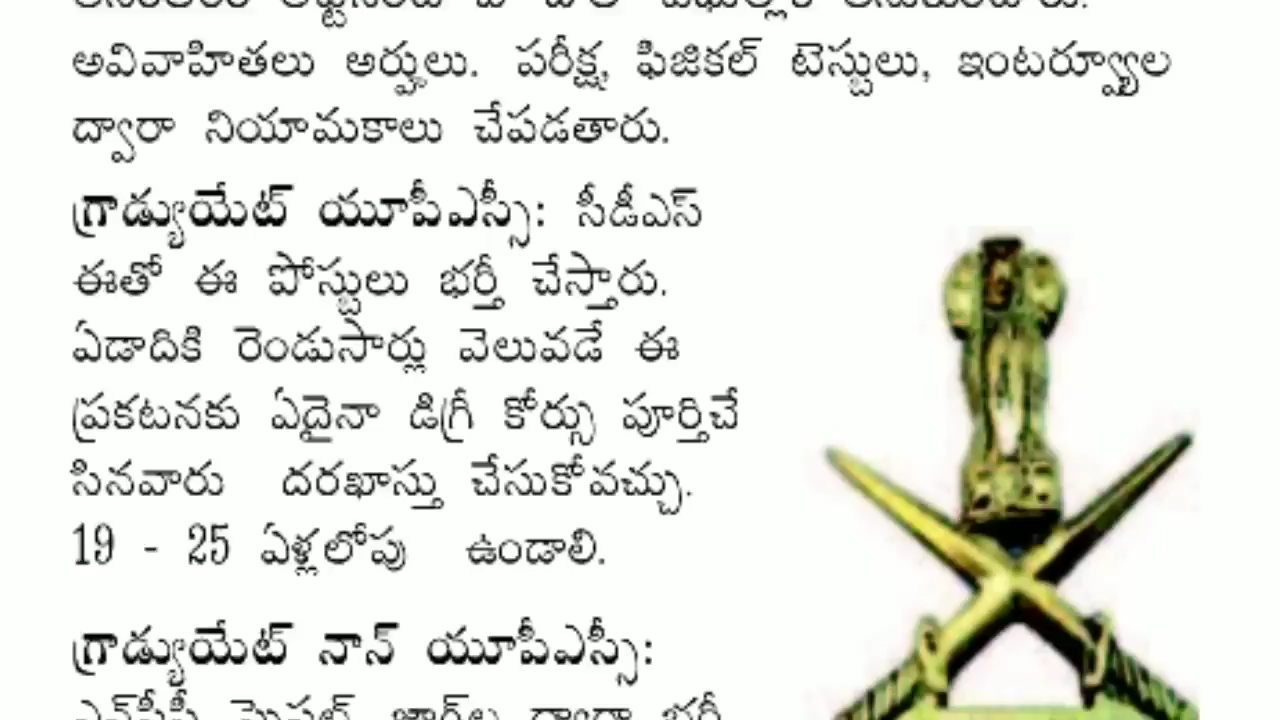 అవివాహితలు అర్హులు. పరీక్ష, ఫిజికల్ టెస్టులు, ఇంటర్వ్యూల
ద్వారా నియామకాలు చేపడతారు.
గ్రాడ్యుయేట్ యూపీఎస్సీ: సీడీఎస్
ఈతో ఈ పోస్టులు భర్తీ చేస్తారు.
ఏడాదికి రెండుసార్లు వెలువడే ఈ
ప్రకటనకు ఏదైనా డిగ్రీ కోర్సు పూర్తిచే
సినవారు దరఖాస్తు చేసుకోవచ్చు.
19 - 25 ఏళ్లలోపు ఉండాలి.
గ్రాడ్యుయేట్ నాన్ యూపీఎస్సీ: